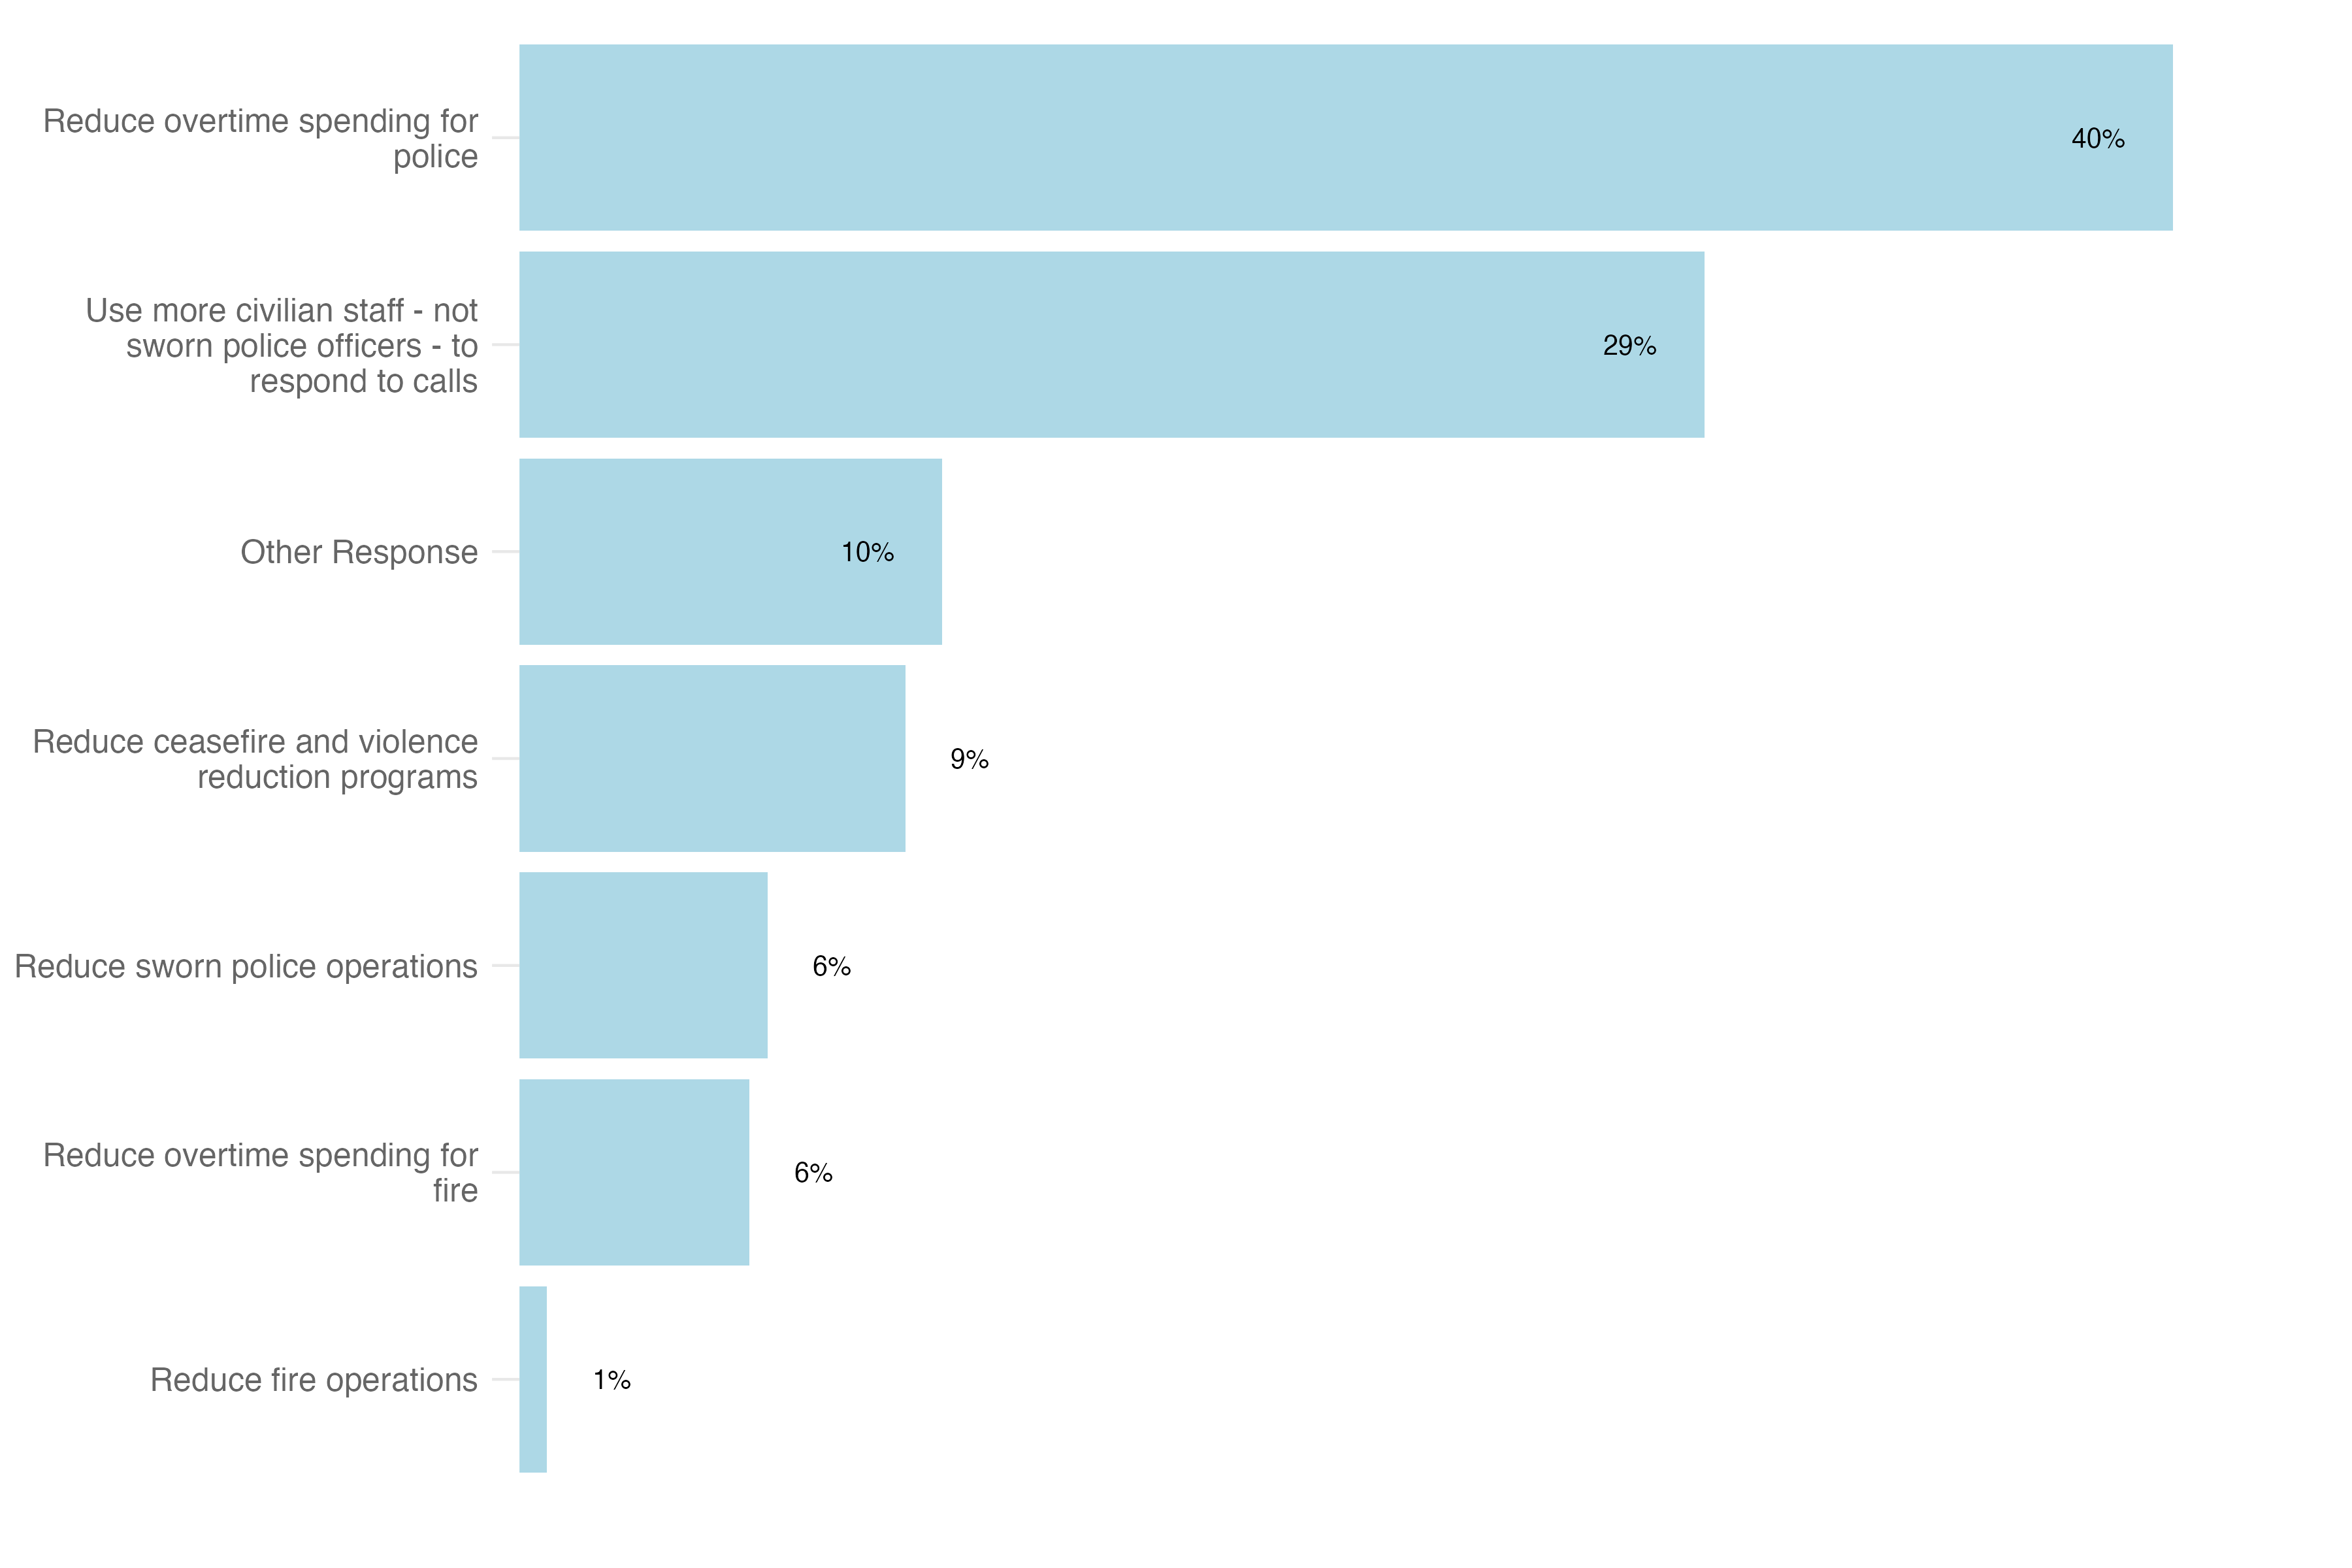 Reduce overtime spending for
police
40%
Use more civilian staff - not
sworn police officers - to
respond to calls
29%
Other Response
10%
Reduce ceasefire and violence
reduction programs
9%
Reduce sworn police operations
6%
Reduce overtime spending for
fire
6%
Reduce fire operations
1%